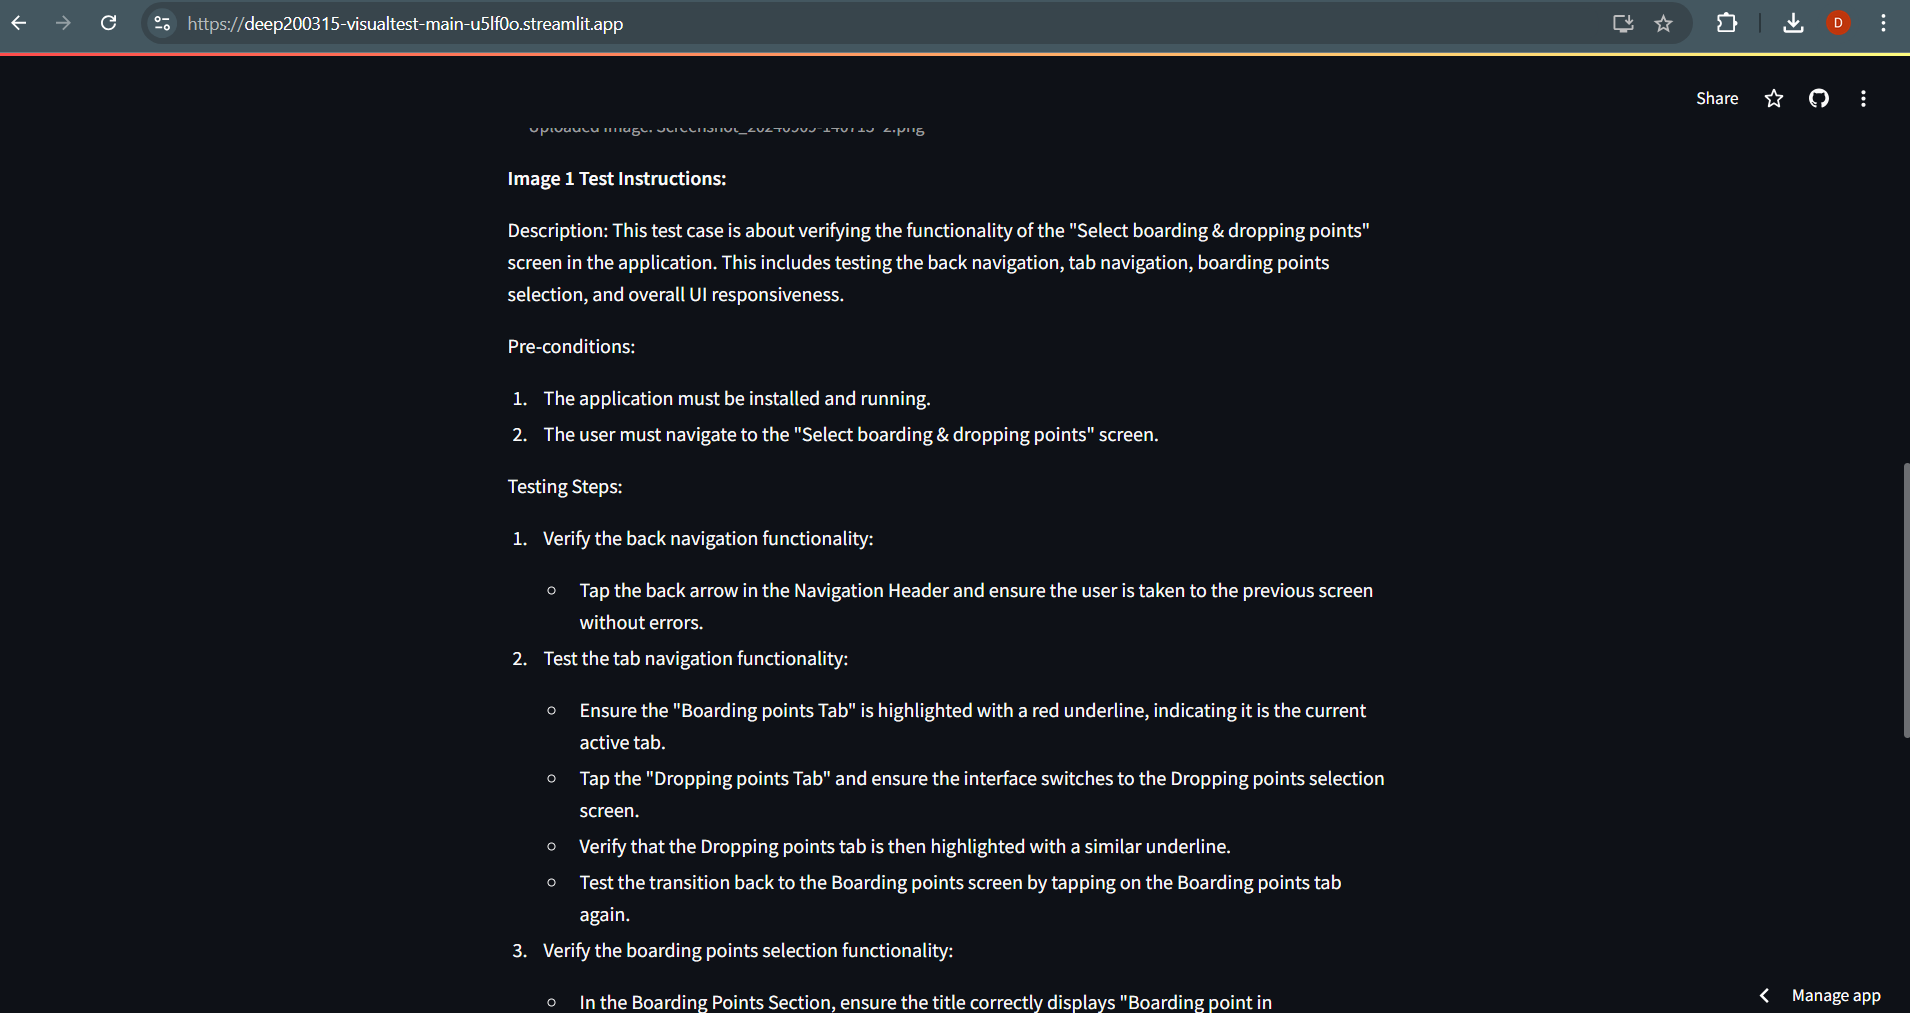 https://deep200315-visualtest-main-u5lf0o.streamlit.app
D
Share
Uploaded Image: Screenshot_20240909-140713~2.png
Image 1 Test Instructions:
Description: This test case is about verifying the functionality of the "Select boarding & dropping points"
screen in the application. This includes testing the back navigation, tab navigation, boarding points
selection, and overall UI responsiveness.
Pre-conditions:
1. The application must be installed and running.
2. The user must navigate to the "Select boarding & dropping points" screen.
Testing Steps:
1. Verify the back navigation functionality:
Tap the back arrow in the Navigation Header and ensure the user is taken to the previous screen
without errors.
2. Test the tab navigation functionality:
Ensure the "Boarding points Tab" is highlighted with a red underline, indicating it is the current
active tab.
Tap the "Dropping points Tab" and ensure the interface switches to the Dropping points selection
screen.
Verify that the Dropping points tab is then highlighted with a similar underline.
Test the transition back to the Boarding points screen by tapping on the Boarding points tab
again.
3. Verify the boarding points selection functionality:
In the Boarding Points Section, ensure the title correctly displays "Boarding point in
Manage app